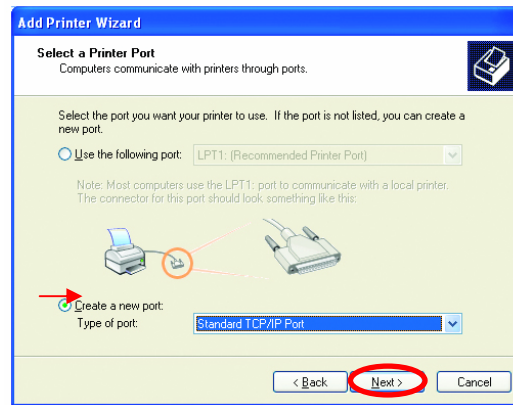 Add Printer Wizard
Select a Printer Port
Computers communicate with printers through ports.
Select the port you want your printer to use. If the port is not listed, you can create a
new port.
Use the following port: LPT1: (Recommended Printer Port)
Note: Most computers use the LPT1: port to communicate with a local printer.
The connector for this port should look something like this:
Create a new port:
Type of port: Standard TCP/IP Port
< Back Next > Cancel